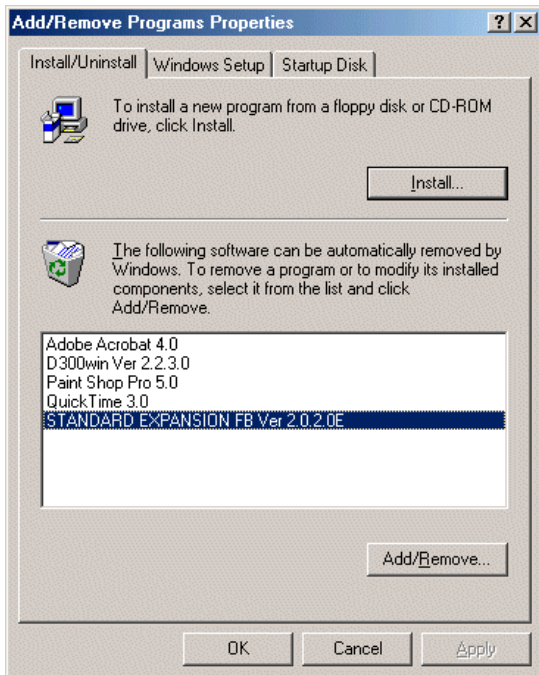 Add/Remove Programs Properties
Install/Uninstall Windows Setup Startup Disk
To install a new program from a floppy disk or CD-ROM
drive, click Install.
Install...
The following software can be automatically removed by
Windows. To remove a program or to modify its installed
components, select it from the list and click
Add/Remove.
Adobe Acrobat 4.0
D300win Ver 2.2.3.0
Paint Shop Pro 5.0
QuickTime 3.0
STANDARD EXPANSION FB Ver 2.0.2.0E
Add/Remove...
OK Cancel Apply